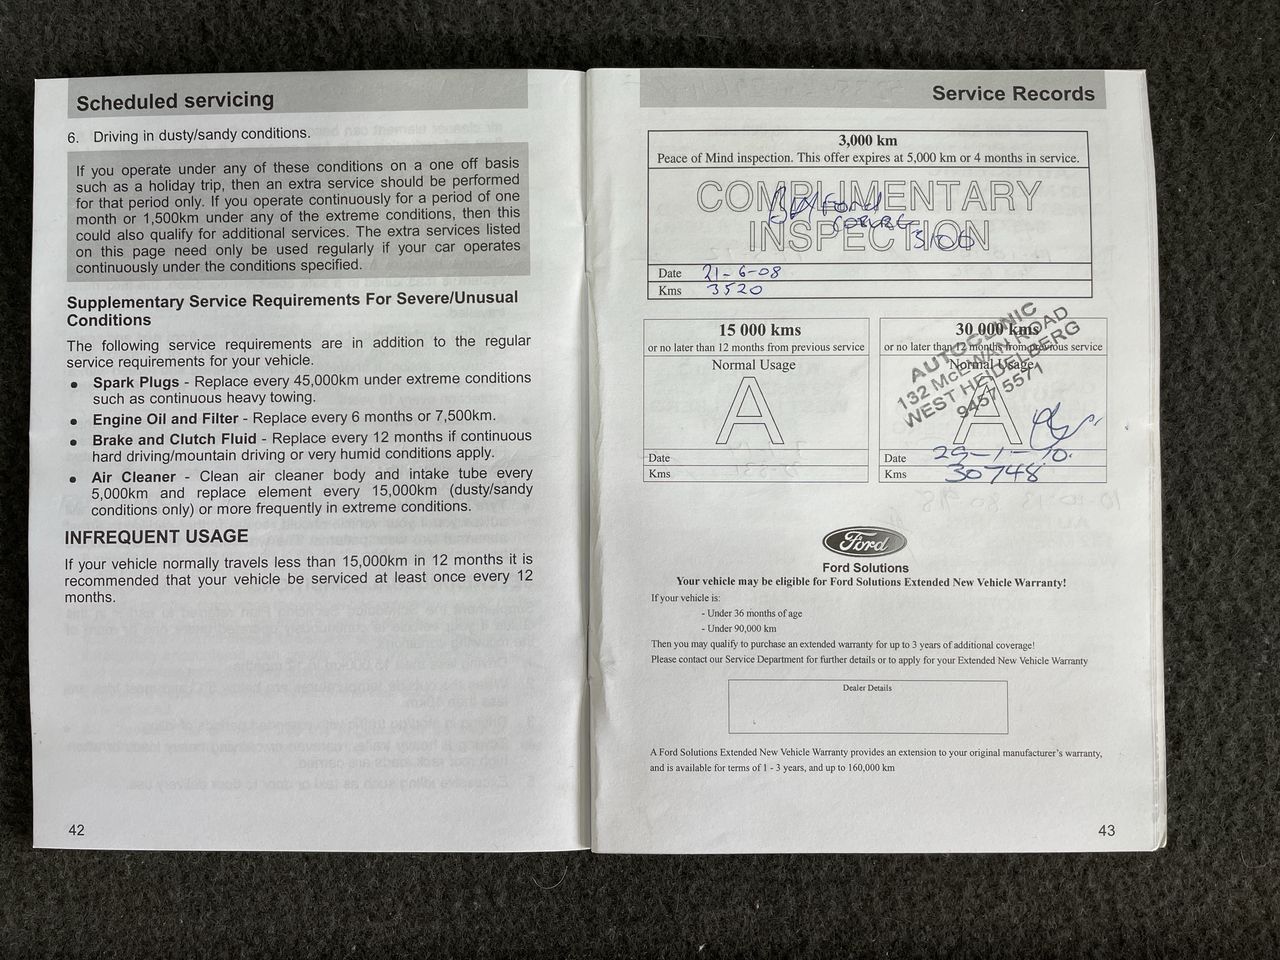 Scheduled servicing
6. Driving in dusty/sandy conditions.
If you operate under any of these conditions on a one off basis
such as a holiday trip, then an extra service should be performed
for that period only. If you operate continuously for a period of one
month or 1,500km under any of the extreme conditions, then this
could also qualify for additional services. The extra services listed
on this page need only be used regularly if your car operates
continuously under the conditions specified.
Supplementary Service Requirements For Severe/Unusual
Conditions
The following service requirements are in addition to the regular
service requirements for your vehicle.
• Spark Plugs - Replace every 45,000km under extreme conditions
such as continuous heavy towing.
• Engine Oil and Filter - Replace every 6 months or 7,500km.
• Brake and Clutch Fluid - Replace every 12 months if continuous
hard driving/mountain driving or very humid conditions apply.
• Air Cleaner - Clean air cleaner body and intake tube every
5,000km and replace element every 15,000km (dusty/sandy
conditions only) or more frequently in extreme conditions.
INFREQUENT USAGE
If your vehicle normally travels less than 15,000km in 12 months it is
recommended that your vehicle be serviced at least once every 12
months.
42
Service Records
3,000 km
Peace of Mind inspection. This offer expires at 5,000 km or 4 months in service.
COMPLIMENTARY
INSPECTION
Ford
3100
Date 21-6-08
Kms 3520
15 000 kms
or no later than 12 months from previous service
Normal Usage
A
Date
Kms
30 000 kms
or no later than 12 months from previous service
Normal Usage
A
AUTOCLINIC
132 McEWAN ROAD
WEST HEIDELBERG
9457 5571
Date 29-1-10.
Kms 30748
Ford
Ford Solutions
Your vehicle may be eligible for Ford Solutions Extended New Vehicle Warranty!
If your vehicle is:
- Under 36 months of age
- Under 90,000 km
Then you may qualify to purchase an extended warranty for up to 3 years of additional coverage!
Please contact our Service Department for further details or to apply for your Extended New Vehicle Warranty
Dealer Details
A Ford Solutions Extended New Vehicle Warranty provides an extension to your original manufacturer's warranty,
and is available for terms of 1 - 3 years, and up to 160,000 km
43